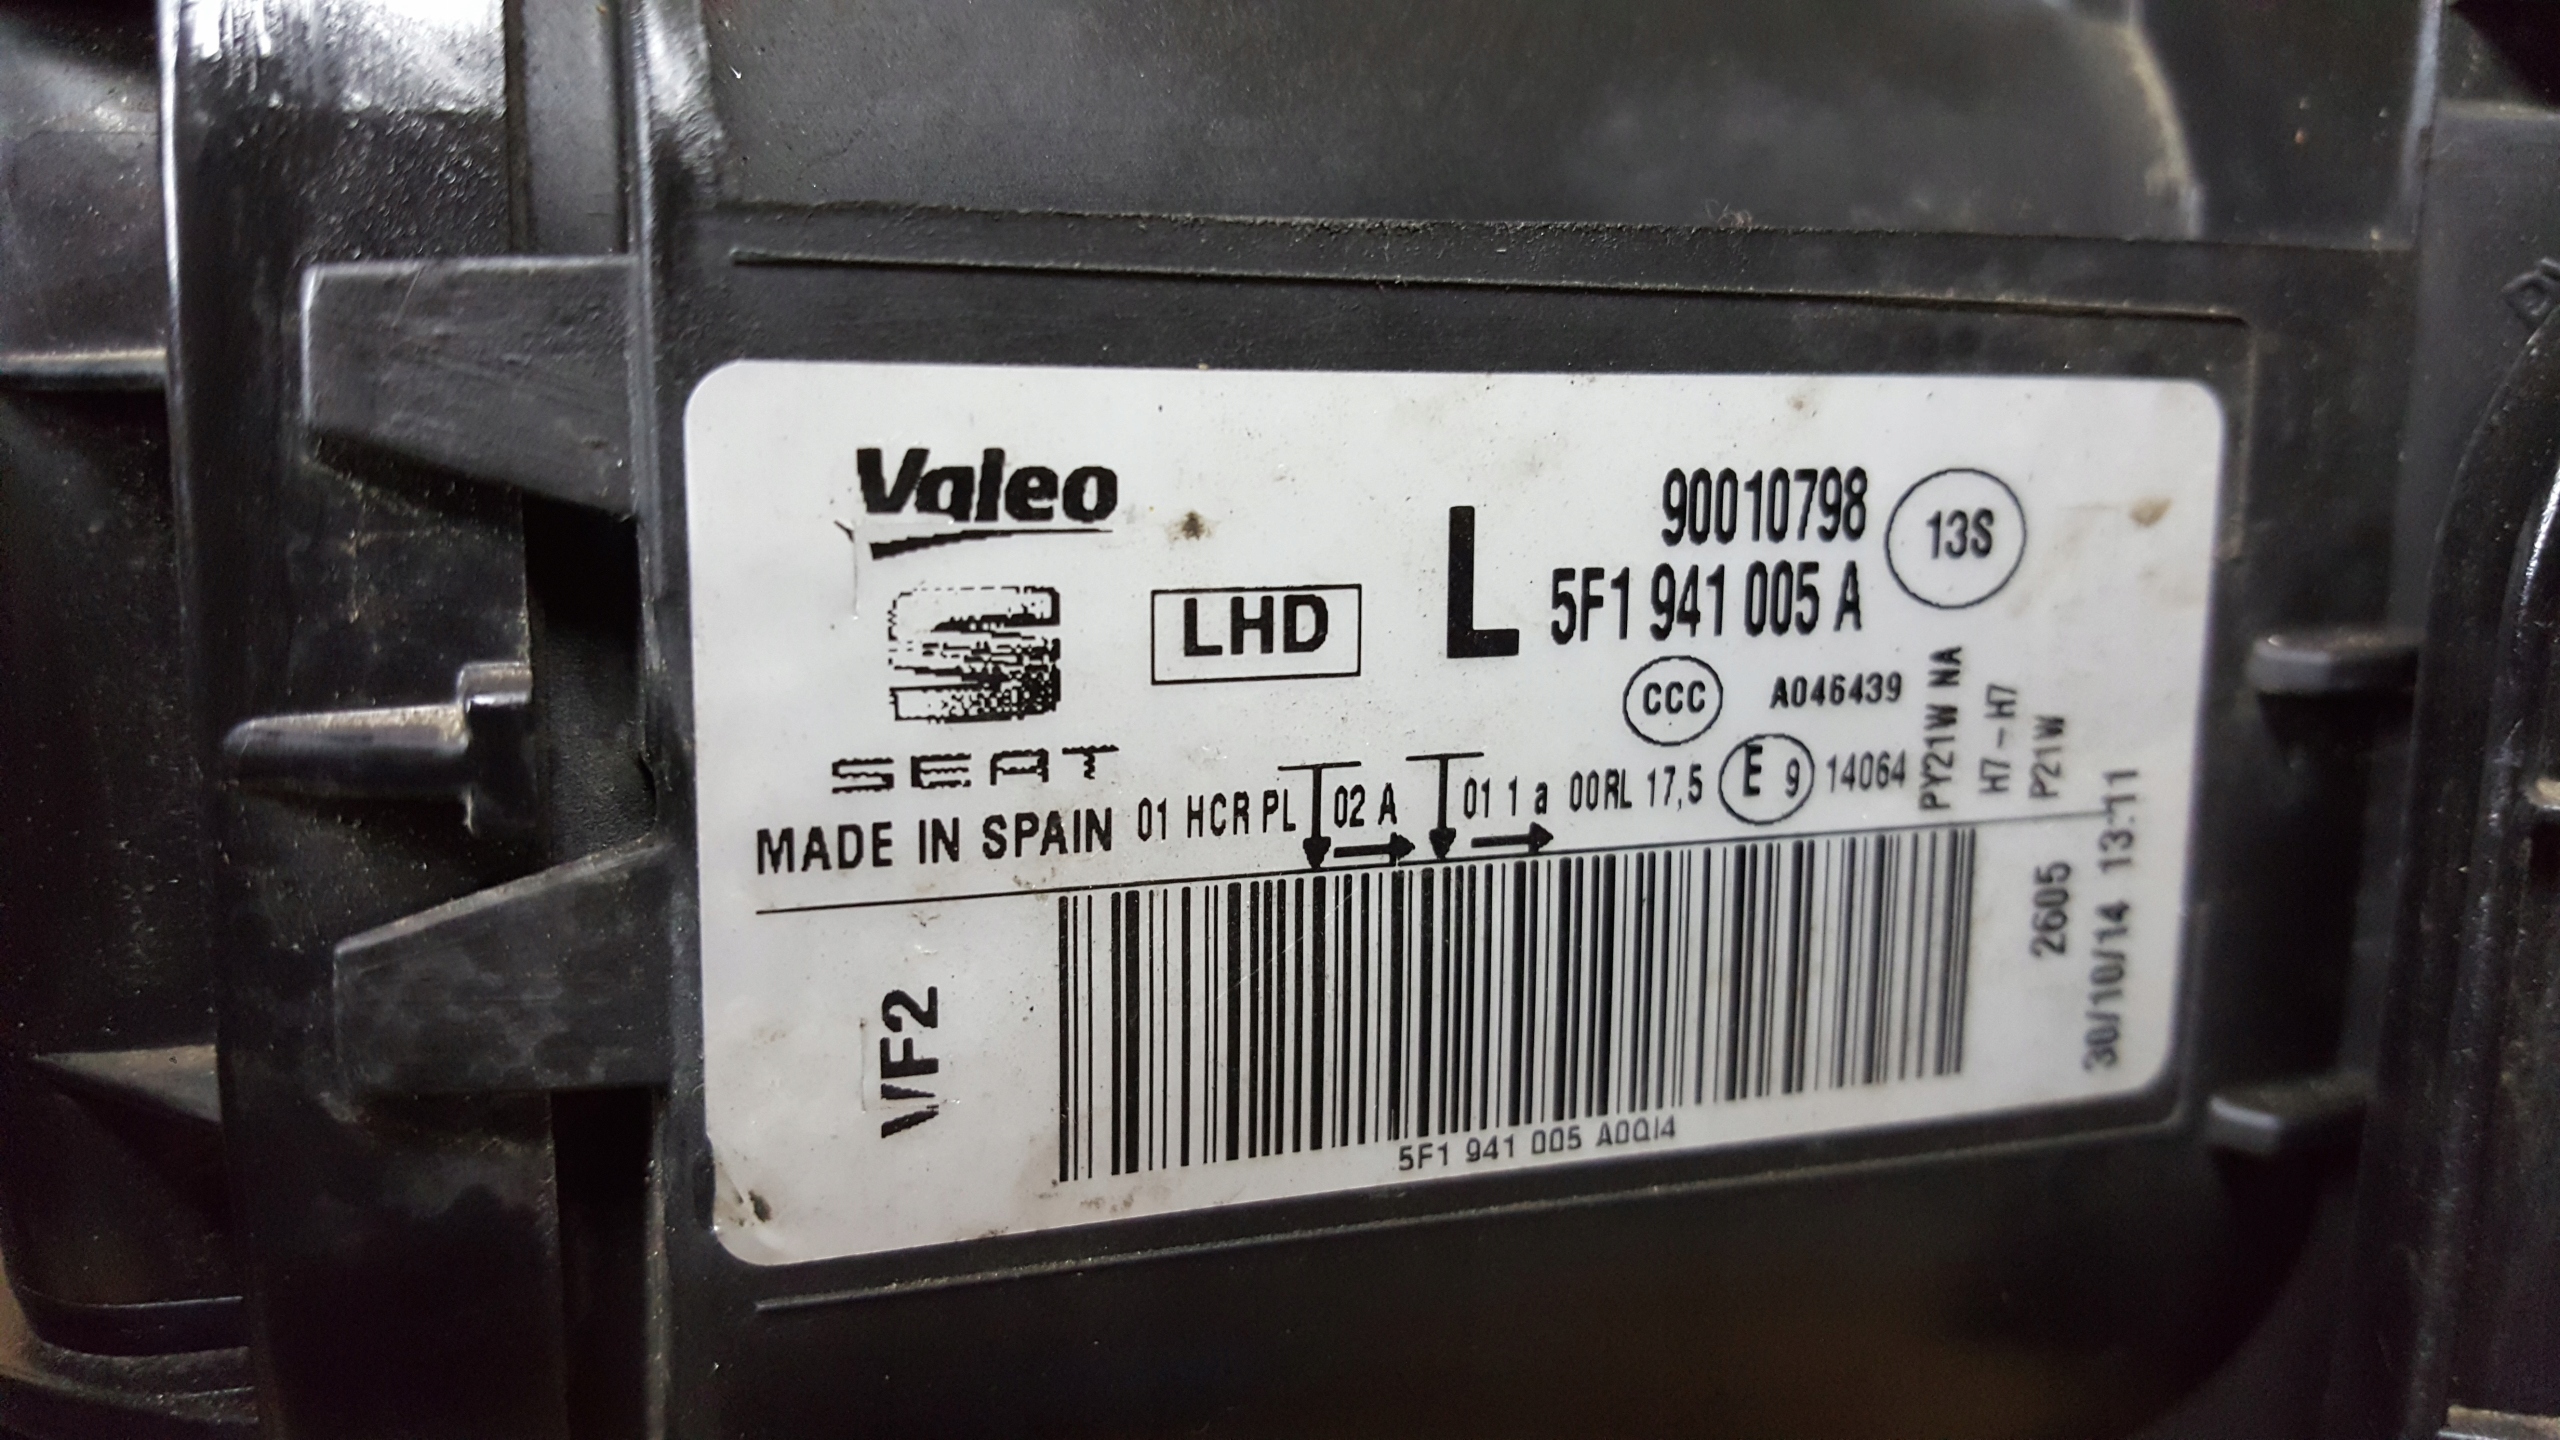 Valeo
90010798
13S
LHD
L
5F1 941 005 A
CCC
A046439
SEAT
MADE IN SPAIN
01 HCR PL 02 A 01 1 a 00RL 17,5 E 9 14064
PY21W NA
H7-H7
P21W
VF2
2605
30/10/14 13:11
5F1 941 005 A0QI4